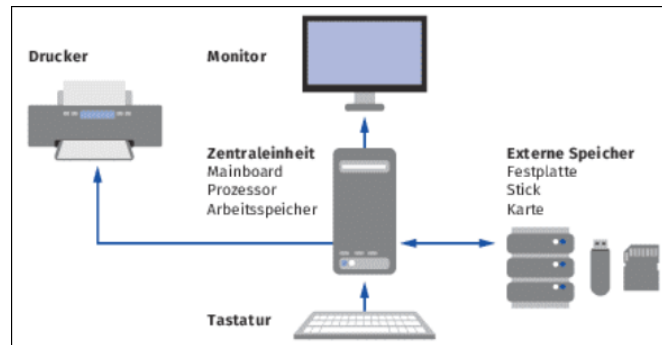 Drucker
Monitor
Zentraleinheit
Mainboard
Prozessor
Arbeitsspeicher
Externe Speicher
Festplatte
Stick
Karte
Tastatur